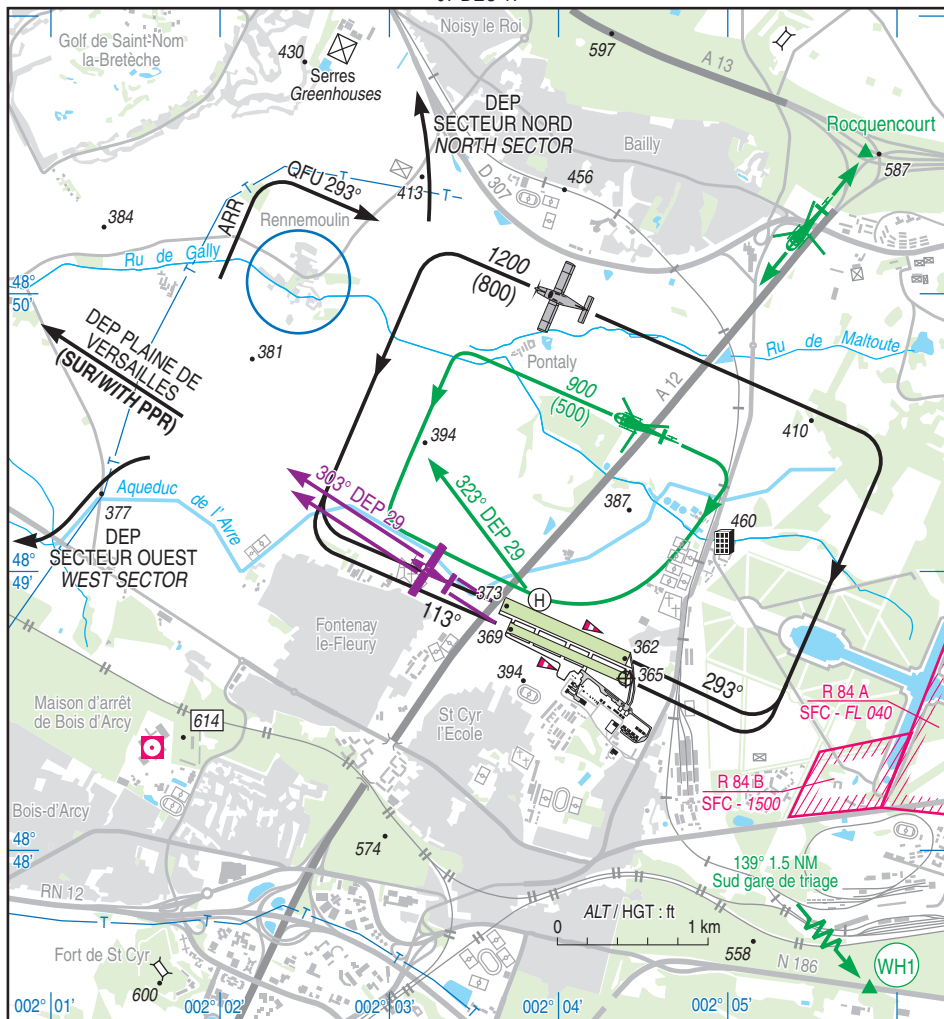 Golf de Saint-Nom
la-Bretèche
430
Serres
Greenhouses
Noisy le Roi
597
A 13
DEP
SECTEUR NORD
NORTH SECTOR
Bailly
Rocquencourt
587
QFU 293°
ARR
413
D 307
456
384
Rennemoulin
Ru de Gally
1200
(800)
48°
50'
DEP PLAINE DE
VERSAILLES
(SUR/WITH PPR)
381
Pontaly
A 12
Ru de Maltoute
900
(500)
410
394
303° DEP 29
323° DEP 29
387
460
377
Aqueduc de l'Avre
DEP
SECTEUR OUEST
WEST SECTOR
48°
49'
373
H
113°
369
362
365
293°
Fontenay
le-Fleury
394
St Cyr
l'Ecole
R 84 A
SFC - FL 040
Maison d'arrêt
de Bois d'Arcy
614
R 84 B
SFC - 1500
Bois-d'Arcy
48°
48'
574
139° 1.5 NM
Sud gare de triage
RN 12
ALT / HGT : ft
0 1 km
558
N 186
WH1
Fort de St Cyr
600
T
T
T
T
T
T
T
002° 01'
002° 02'
002° 03'
002° 04'
002° 05'